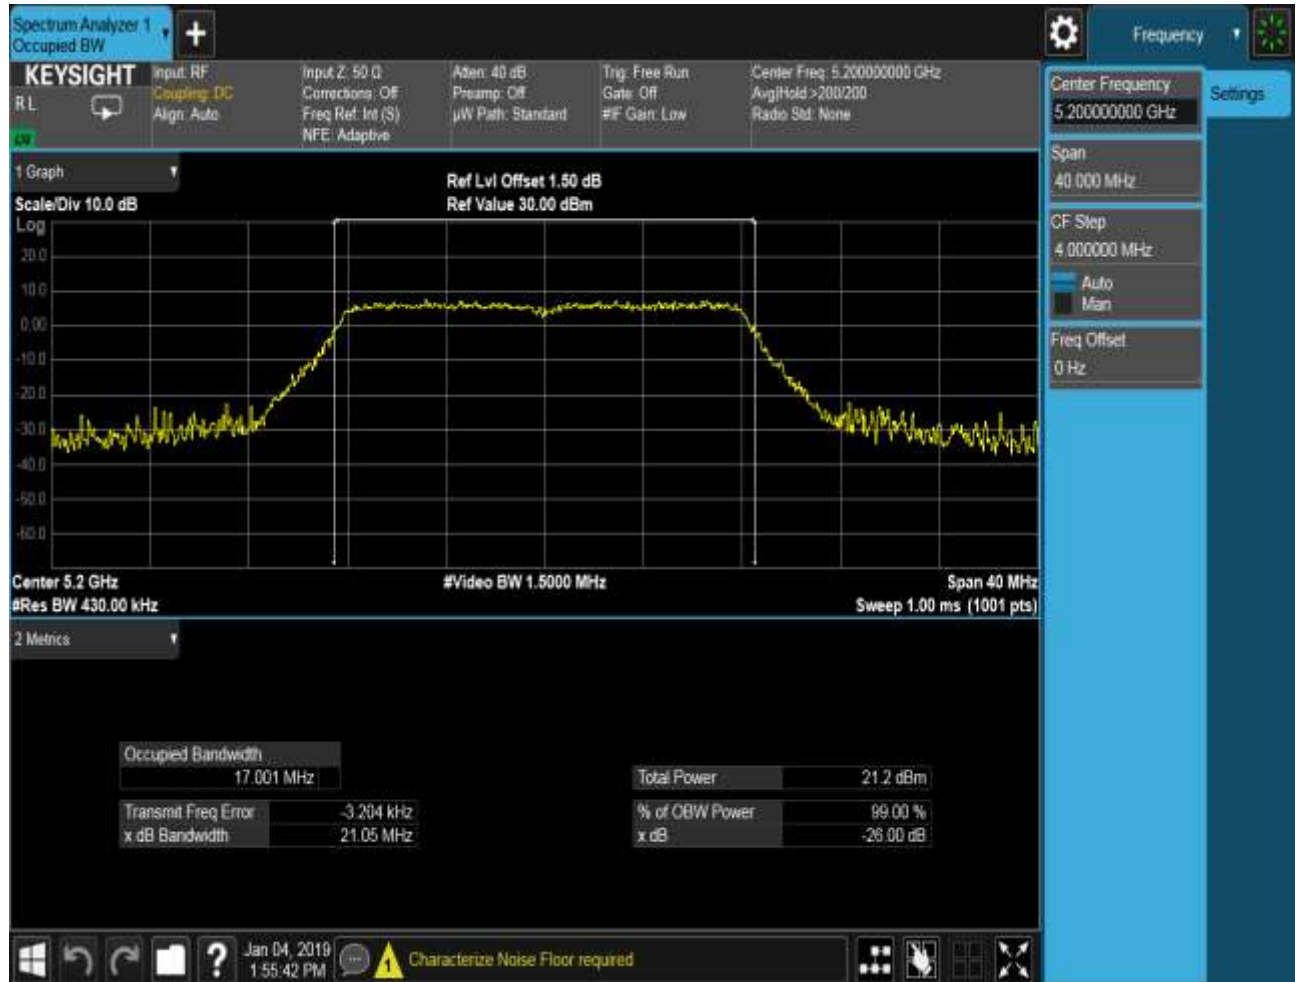 Spectrum Analyzer 1
Occupied BW
Frequency
KEYSIGHT
R L
Input: RF
Coupling: DC
Align: Auto
Input Z: 50 Ω
Corrections: Off
Freq Ref: Int (S)
NFE: Adaptive
Atten: 40 dB
Preamp: Off
µW Path: Standard
Trig: Free Run
Gate: Off
#IF Gain: Low
Center Freq: 5.200000000 GHz
Avg|Hold:>200/200
Radio Std: None
Center Frequency
5.200000000 GHz
Settings
Span
40.000 MHz
CF Step
4.000000 MHz
Auto
Man
Freq Offset
0 Hz
1 Graph
Ref Lvl Offset 1.50 dB
Scale/Div 10.0 dB
Ref Value 30.00 dBm
Log
20.0
10.0
0.00
-10.0
-20.0
-30.0
-40.0
-50.0
-60.0
Center 5.2 GHz
#Video BW 1.5000 MHz
Span 40 MHz
#Res BW 430.00 kHz
Sweep 1.00 ms (1001 pts)
2 Metrics
Occupied Bandwidth
17.001 MHz
Total Power 21.2 dBm
Transmit Freq Error -3.204 kHz
% of OBW Power 99.00 %
x dB Bandwidth 21.05 MHz
x dB -26.00 dB
?
Jan 04, 2019
1:55:42 PM
1
Characterize Noise Floor required